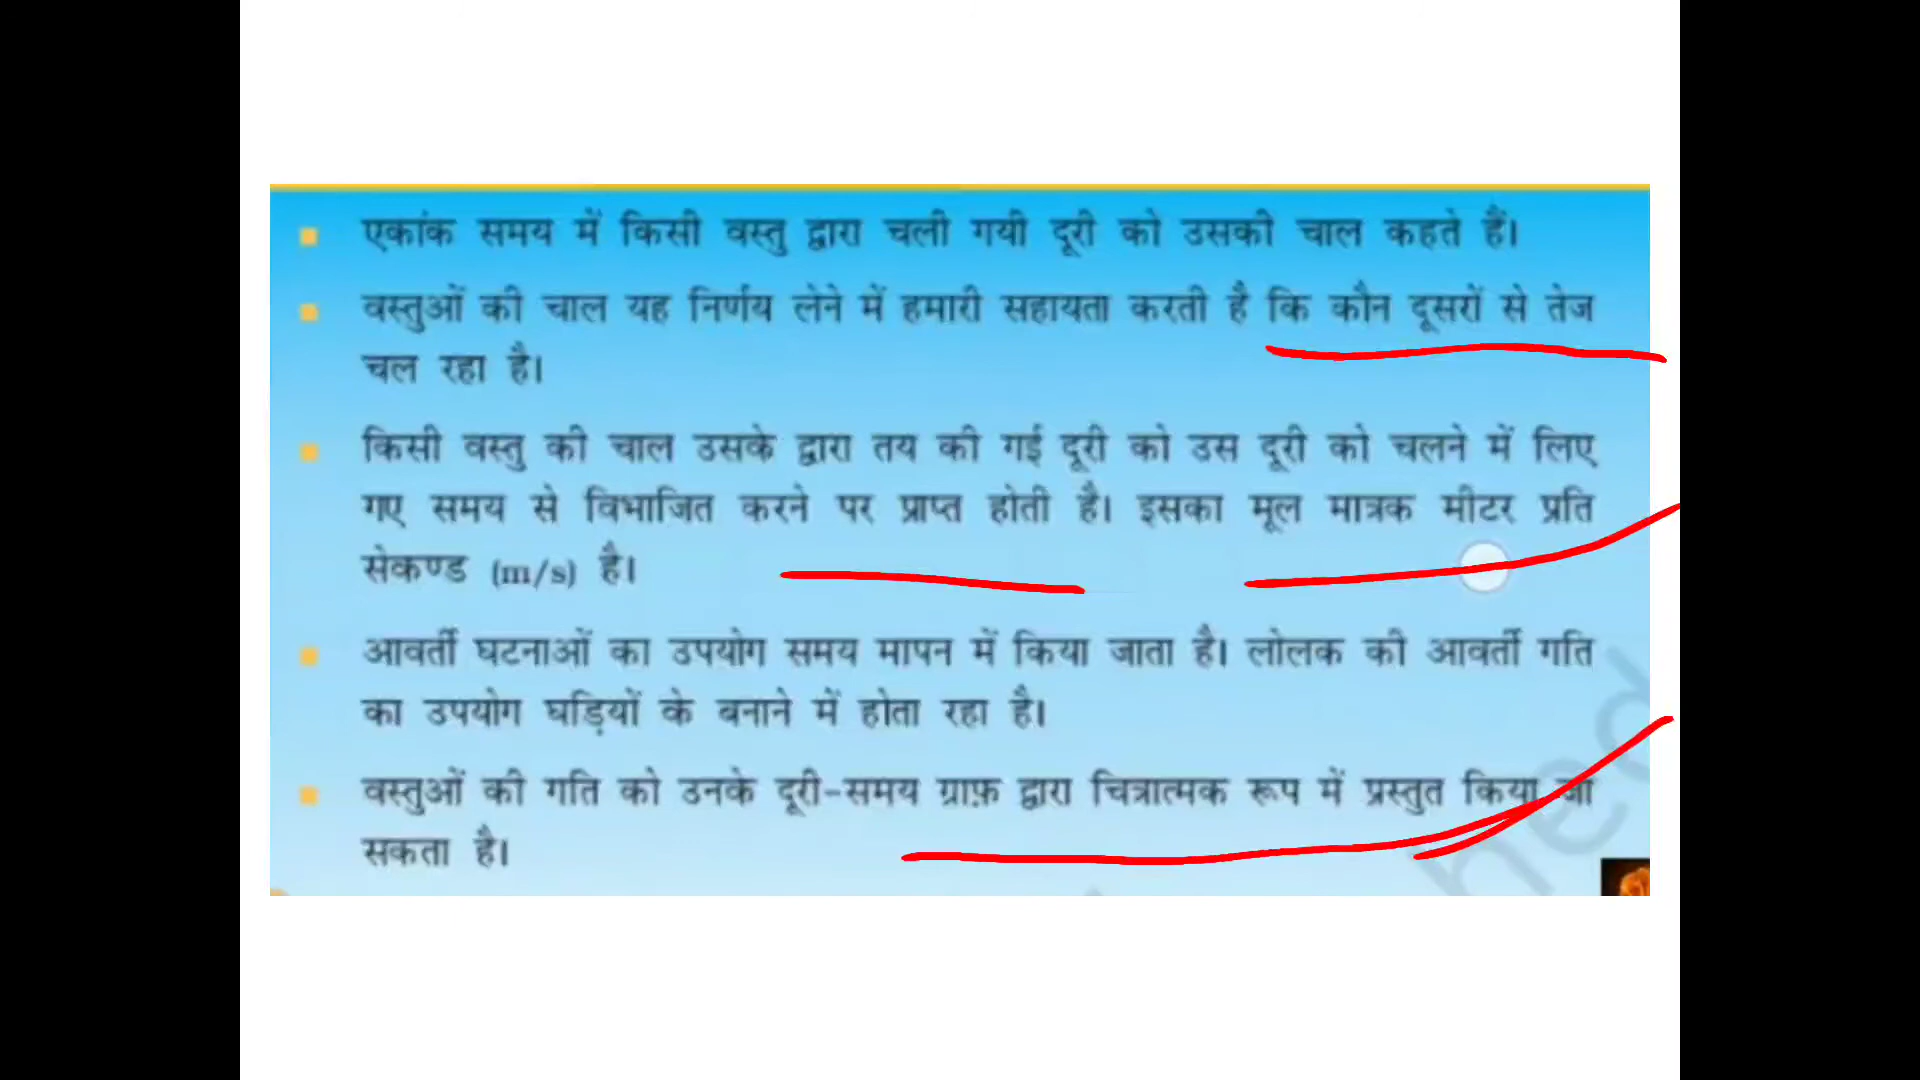 एकांक समय में किसी वस्तु द्वारा चली गयी दूरी को उसकी चाल कहते हैं।
वस्तुओं की चाल यह निर्णय लेने में हमारी सहायता करती है कि कौन दूसरों से तेज
चल रहा है।
किसी वस्तु की चाल उसके द्वारा तय की गई दूरी को उस दूरी को चलने में लिए
गए समय से विभाजित करने पर प्राप्त होती है। इसका मूल मात्रक मीटर प्रति
सेकण्ड (m/s) है।
आवर्ती घटनाओं का उपयोग समय मापन में किया जाता है। लोलक की आवर्ती गति
का उपयोग घड़ियों के बनाने में होता रहा है।
वस्तुओं की गति को उनके दूरी-समय ग्राफ़ द्वारा चित्रात्मक रूप में प्रस्तुत किया जा
सकता है।